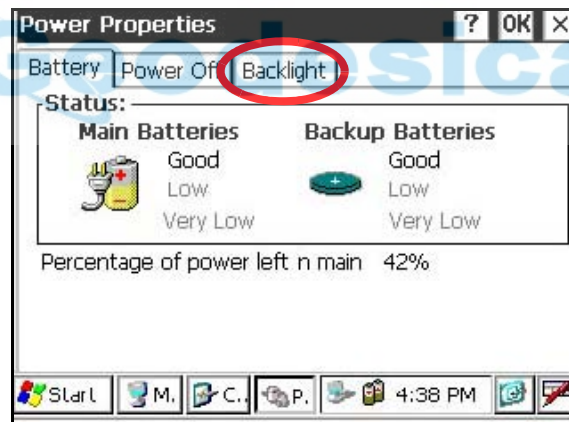 Power Properties ? OK ×
Battery Power Off Backlight
Status:
Main Batteries Backup Batteries
Good Good
Low Low
Very Low Very Low
Percentage of power left n main 42%
Start M. C.. P. 4:38 PM